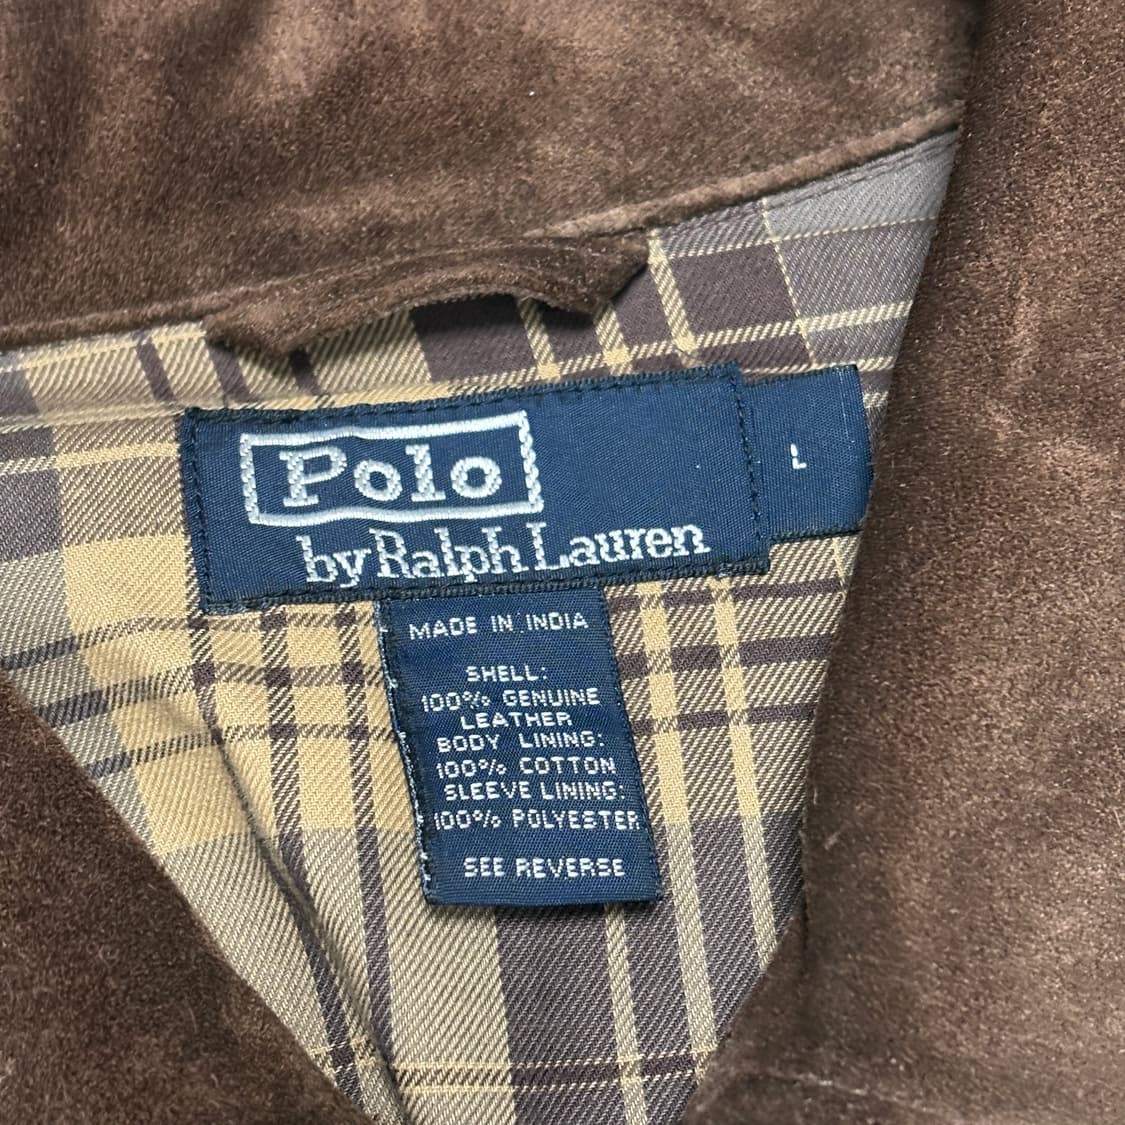 Polo
by Ralph Lauren
L
MADE IN INDIA
SHELL:
100% GENUINE
LEATHER
BODY LINING:
100% COTTON
SLEEVE LINING:
100% POLYESTER
SEE REVERSE